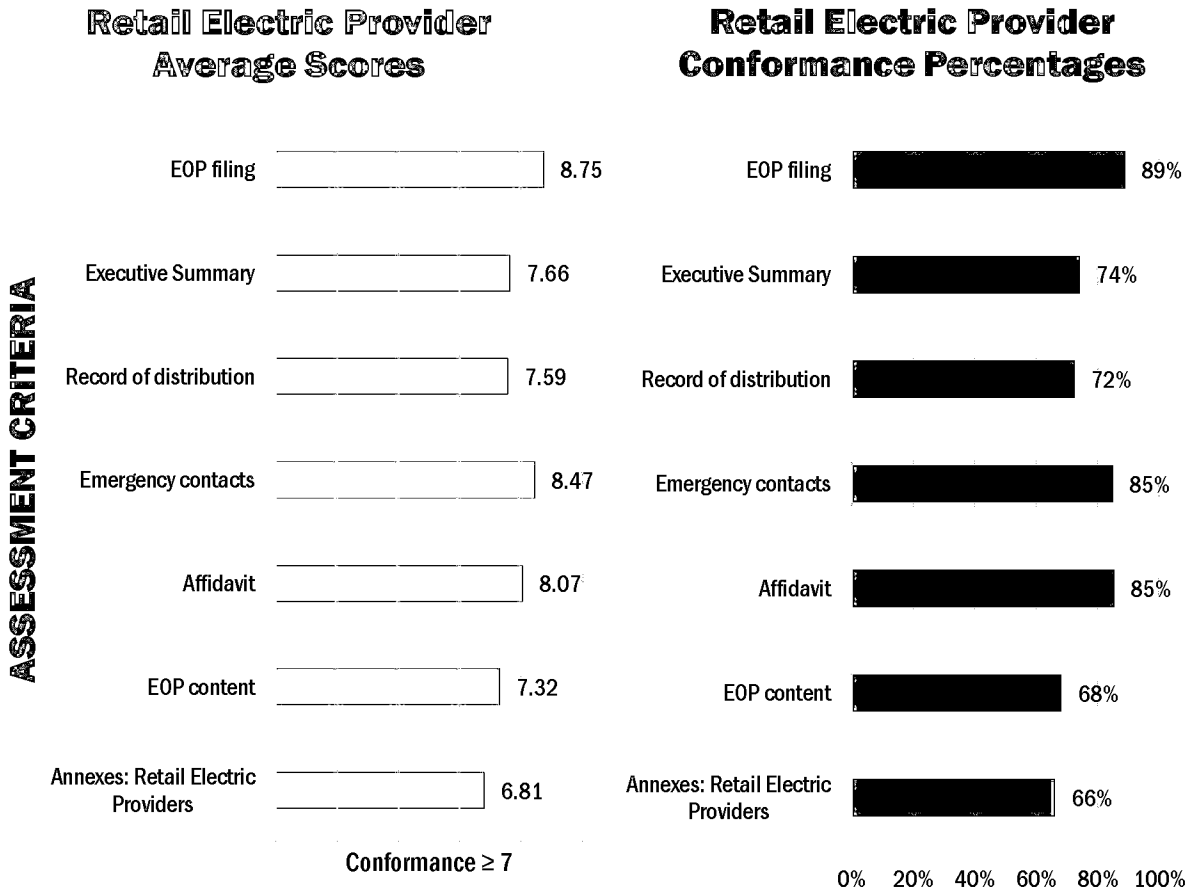 Retail Electric Provider
Average Scores
ASSESSMENT CRITERIA
EOP filing
8.75
Executive Summary
7.66
Record of distribution
7.59
Emergency contacts
8.47
Affidavit
8.07
EOP content
7.32
Annexes: Retail Electric
Providers
6.81
Conformance ≥ 7
Retail Electric Provider
Conformance Percentages
EOP filing
89%
Executive Summary
74%
Record of distribution
72%
Emergency contacts
85%
Affidavit
85%
EOP content
68%
Annexes: Retail Electric
Providers
66%
0% 20% 40% 60% 80% 100%